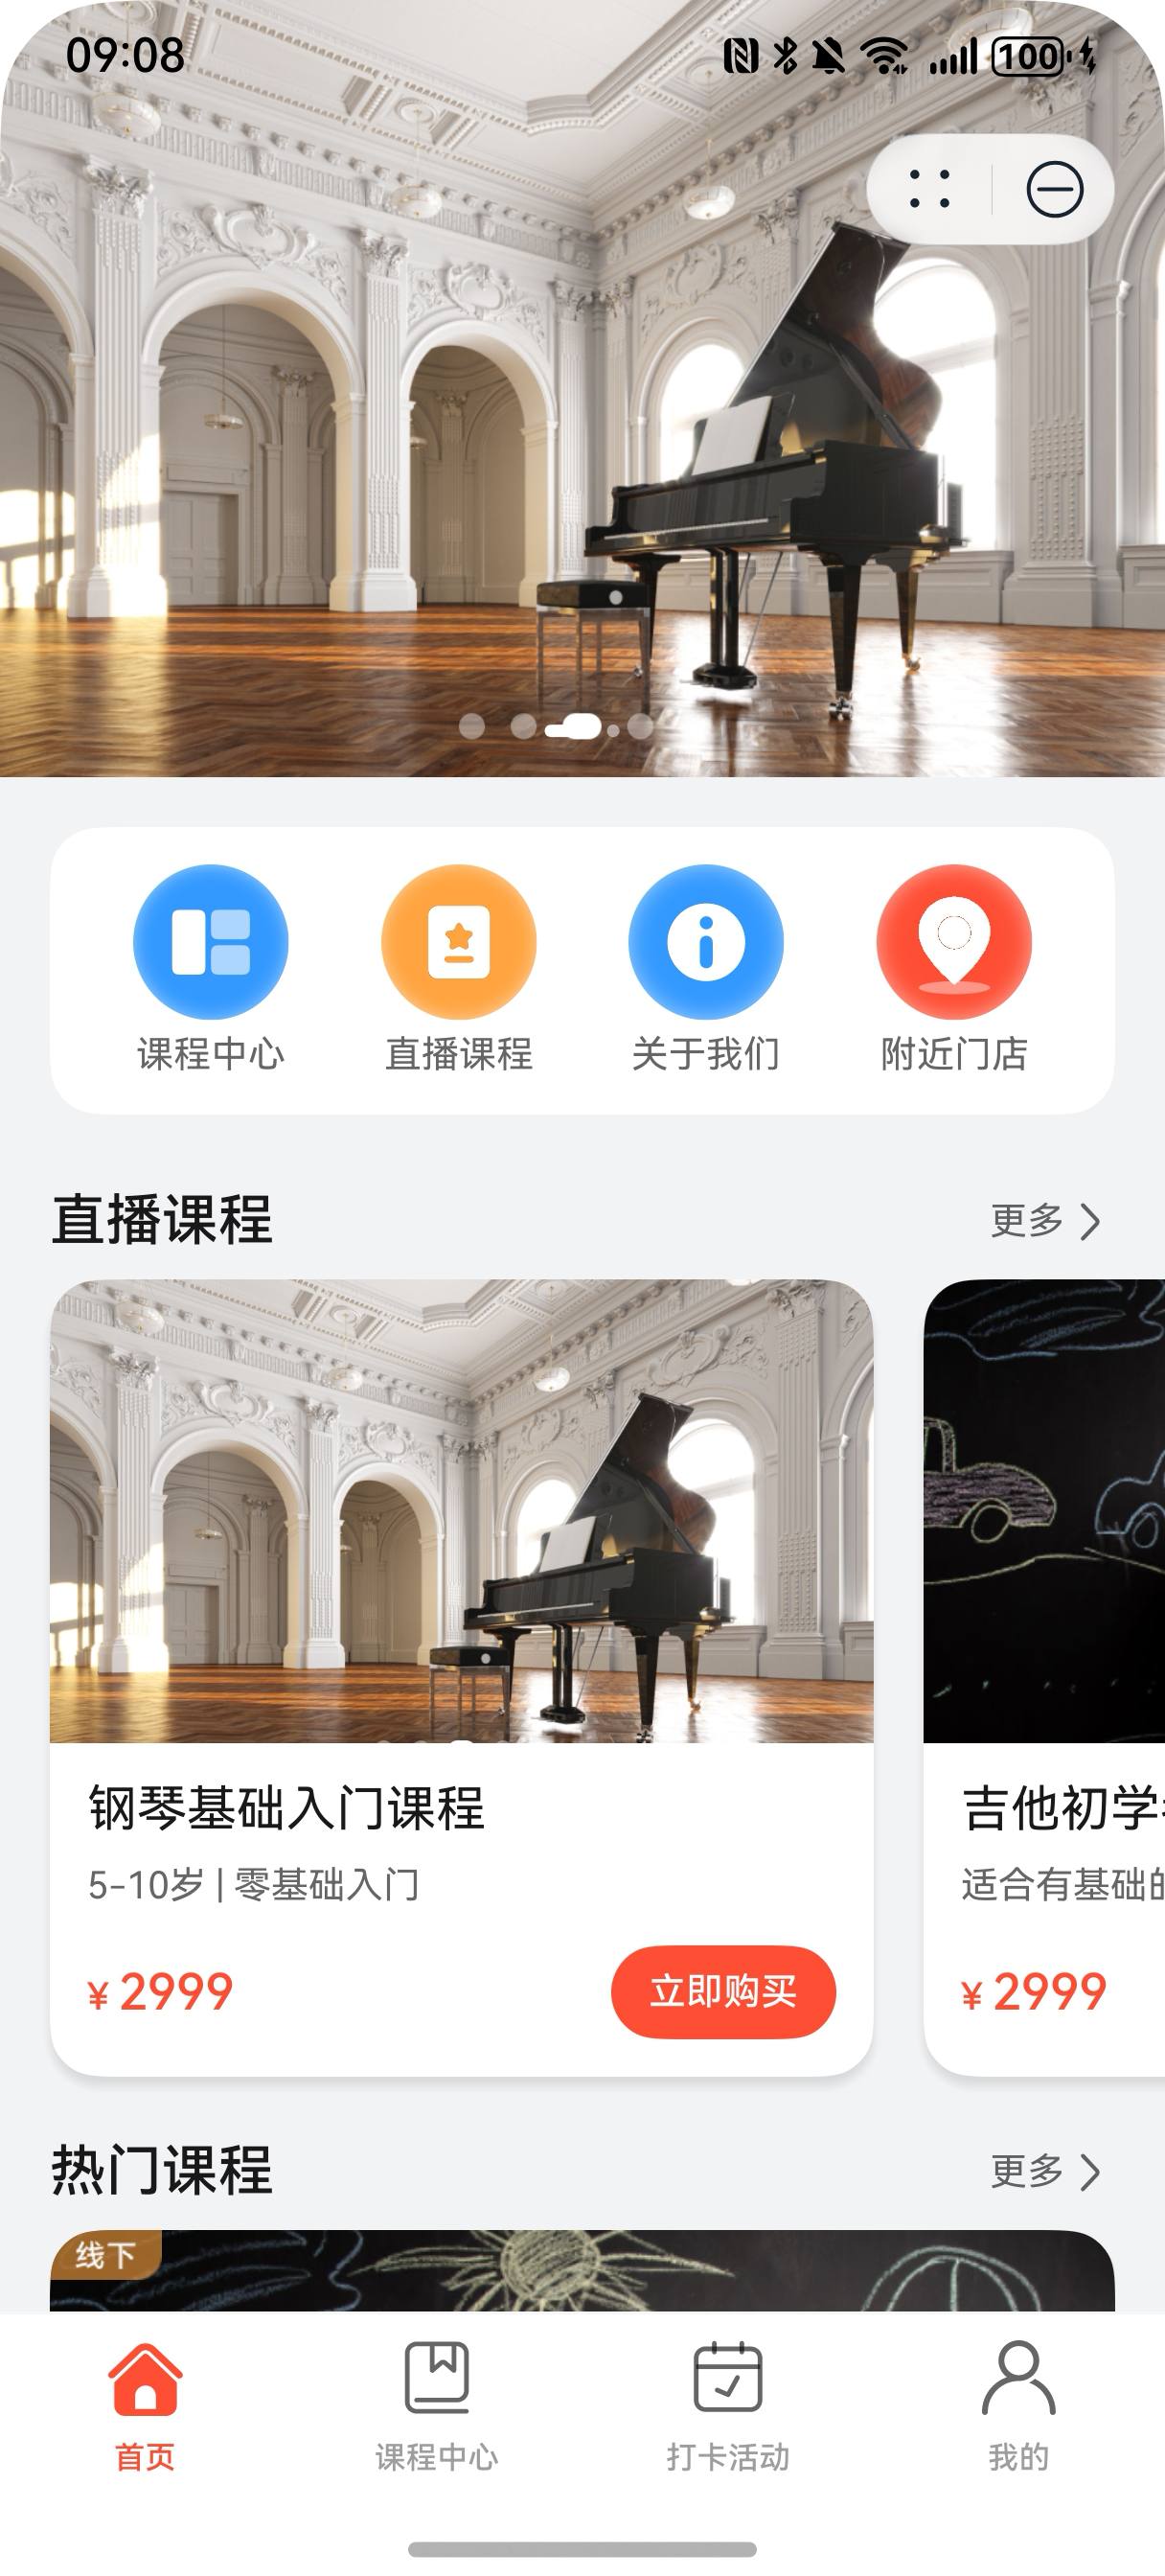 09:08
100
课程中心
直播课程
关于我们
附近门店
直播课程
更多
钢琴基础入门课程
5-10岁 | 零基础入门
¥ 2999
立即购买
吉他初学
适合有基础
¥ 2999
热门课程
更多
线下
首页
课程中心
打卡活动
我的